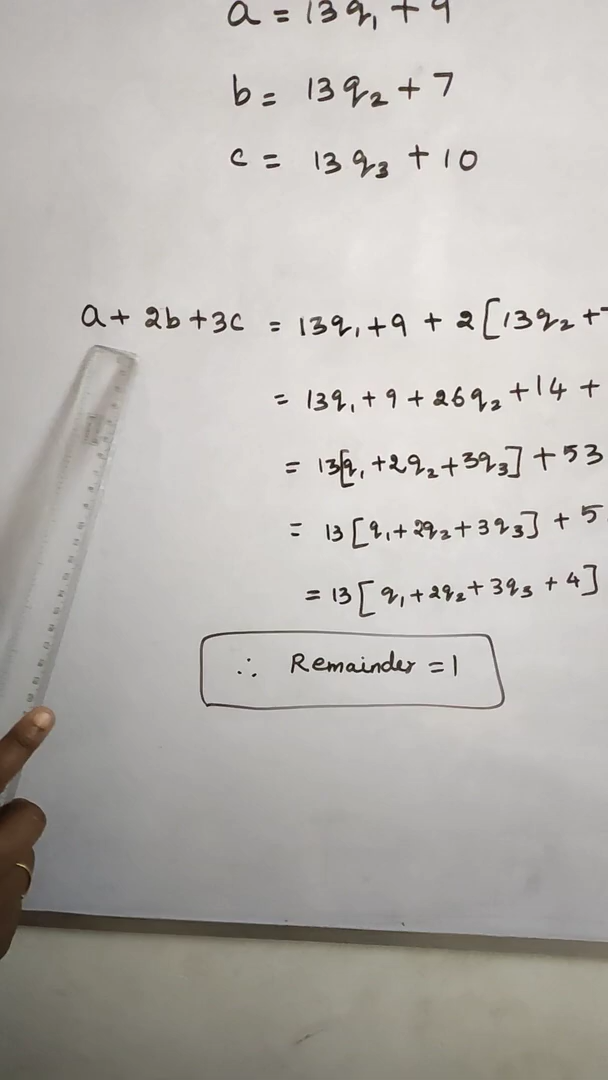 a = 13q₁ + 9
b = 13q₂ + 7
c = 13q₃ + 10
a + 2b + 3c = 13q₁ + 9 + 2[13q₂ +
= 13q₁ + 9 + 26q₂ + 14 +
= 13[q₁ + 2q₂ + 3q₃] + 53
= 13[q₁ + 2q₂ + 3q₃] + 5
= 13[q₁ + 2q₂ + 3q₃ + 4]
∴ Remainder = 1